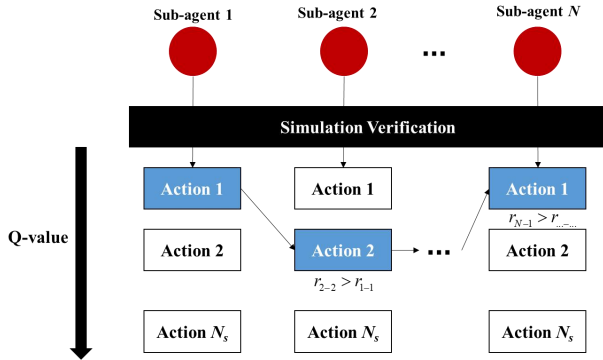 Sub-agent 1 Sub-agent 2 Sub-agent N
...
Simulation Verification
Action 1 Action 1 Action 1
r_{N-1} > r_{...-...}
Q-value
Action 2 Action 2 ... Action 2
r_{2-2} > r_{1-1}
Action N_s Action N_s Action N_s